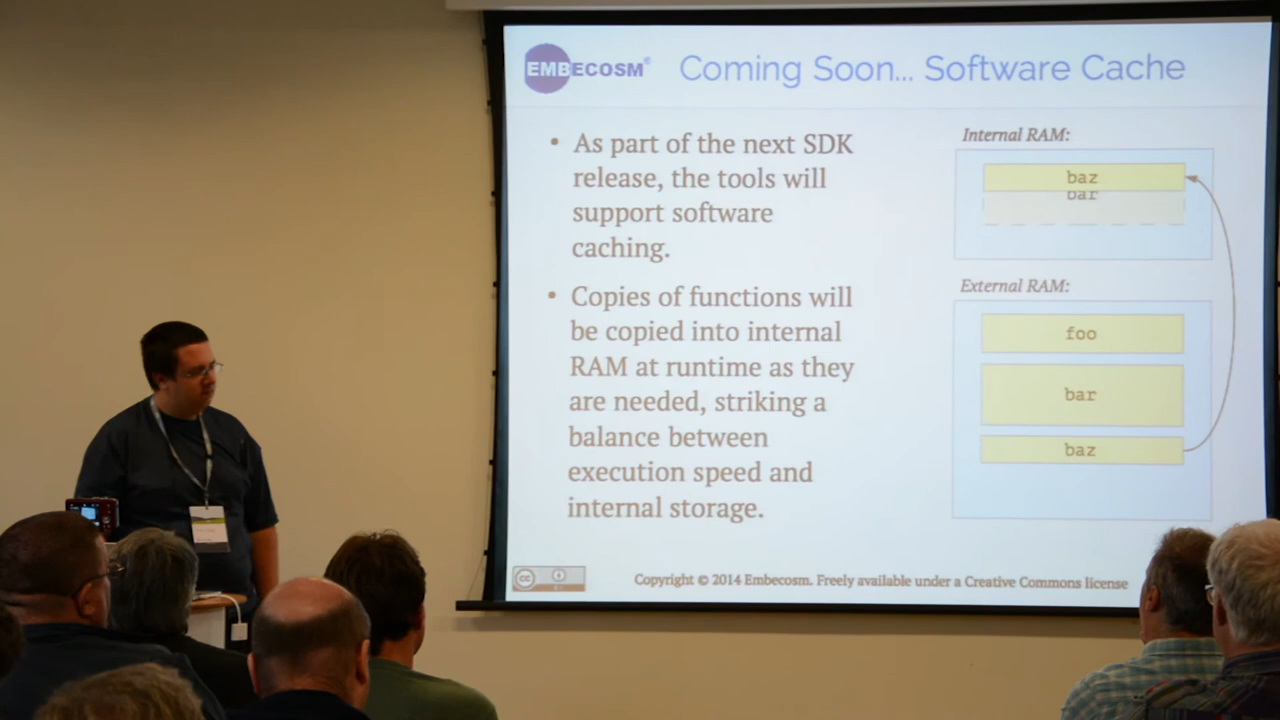 EMBECOSM®
Coming Soon... Software Cache
• As part of the next SDK
release, the tools will
support software
caching.
• Copies of functions will
be copied into internal
RAM at runtime as they
are needed, striking a
balance between
execution speed and
internal storage.
Internal RAM:
baz
bar
External RAM:
foo
bar
baz
cc
Copyright © 2014 Embecosm. Freely available under a Creative Commons license